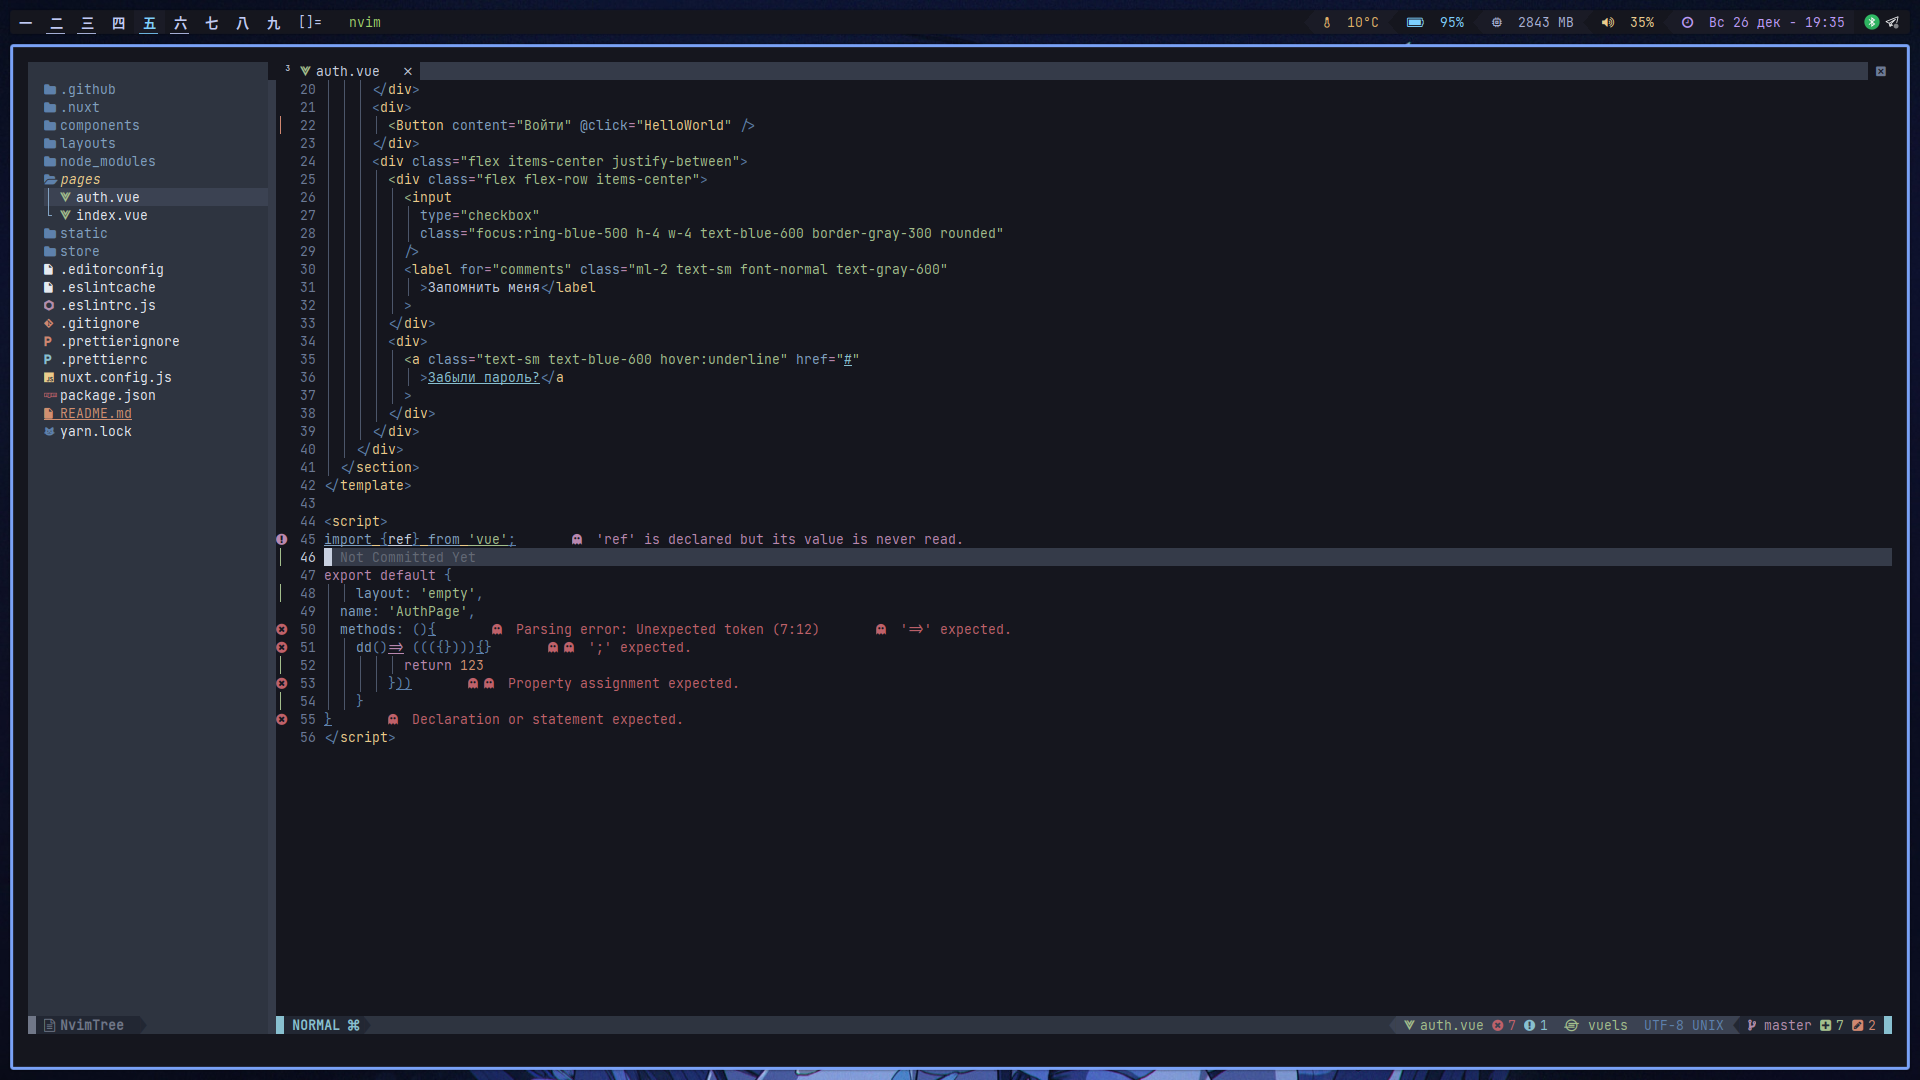 一 二 三 四 五 六 七 八 九 []= nvim 10°C 95% 2843 MB 35% Вс 26 дек - 19:35
3 auth.vue ×
.github
.nuxt
components
layouts
node_modules
pages
auth.vue
index.vue
static
store
.editorconfig
.eslintcache
.eslintrc.js
.gitignore
.prettierignore
.prettierrc
nuxt.config.js
package.json
README.md
yarn.lock
20 </div>
21 <div>
22 <Button content="Войти" @click="HelloWorld" />
23 </div>
24 <div class="flex items-center justify-between">
25 <div class="flex flex-row items-center">
26 <input
27 type="checkbox"
28 class="focus:ring-blue-500 h-4 w-4 text-blue-600 border-gray-300 rounded"
29 />
30 <label for="comments" class="ml-2 text-sm font-normal text-gray-600"
31 >Запомнить меня</label
32 >
33 </div>
34 <div>
35 <a class="text-sm text-blue-600 hover:underline" href="#"
36 >Забыли пароль?</a
37 >
38 </div>
39 </div>
40 </div>
41 </section>
42 </template>
43
44 <script>
45 import {ref} from 'vue'; 'ref' is declared but its value is never read.
46 Not Committed Yet
47 export default {
48 layout: 'empty',
49 name: 'AuthPage',
50 methods: (){ Parsing error: Unexpected token (7:12) '=>' expected.
51 dd()=> ((({}))){} ';' expected.
52 return 123
53 })) Property assignment expected.
54 }
55 } Declaration or statement expected.
56 </script>
NvimTree
NORMAL ⌘ auth.vue 7 1 vuels UTF-8 UNIX master 7 2